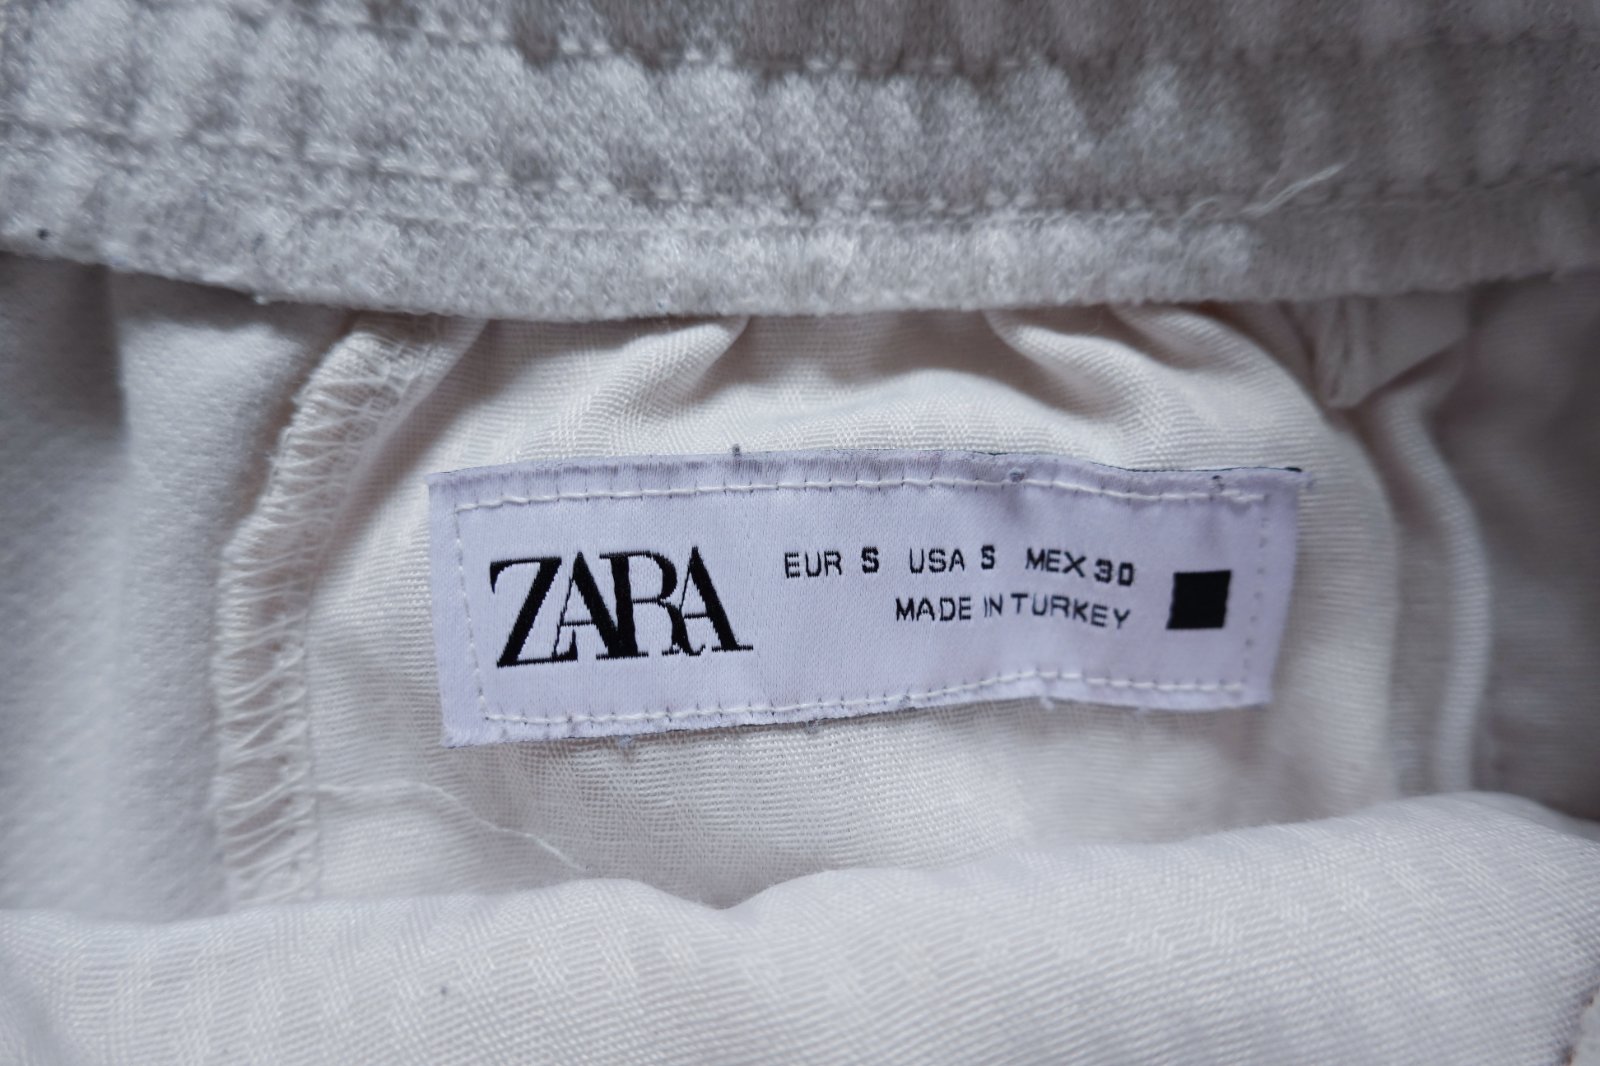 ZARA
EUR S USA S MEX 30
MADE IN TURKEY